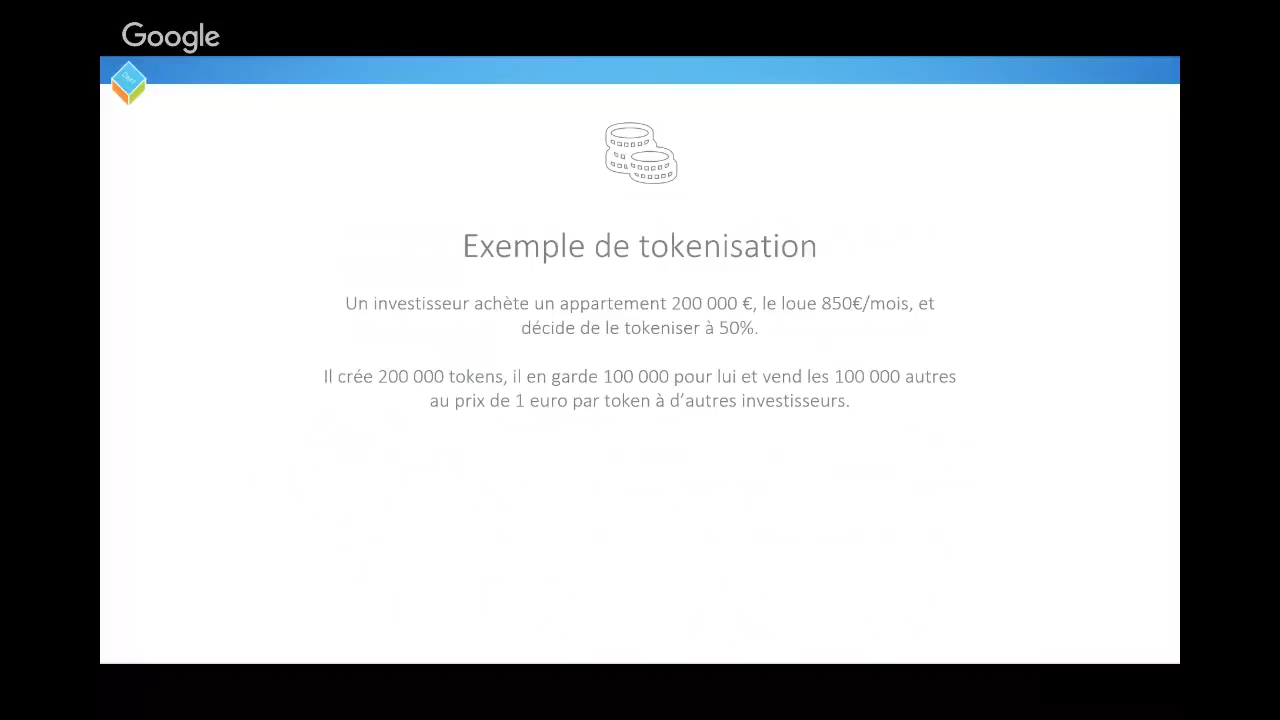 Google
Exemple de tokenisation
Un investisseur achète un appartement 200 000 €, le loue 850€/mois, et
décide de le tokeniser à 50%.
Il crée 200 000 tokens, il en garde 100 000 pour lui et vend les 100 000 autres
au prix de 1 euro par token à d’autres investisseurs.